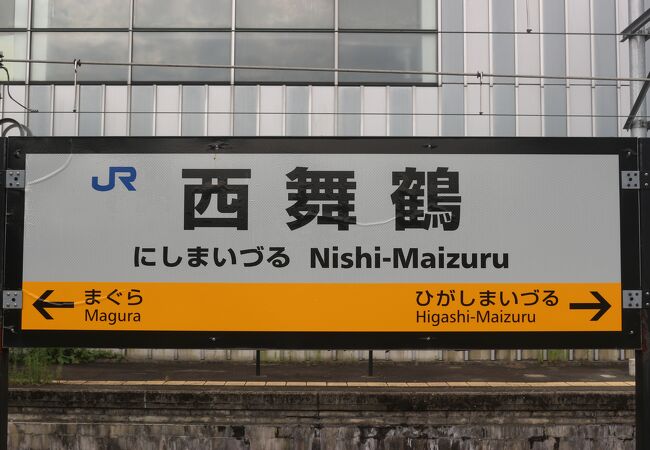 JR 西舞鶴
にしまいづる Nishi-Maizuru
まぐら ひがしまいづる
Magura Higashi-Maizuru